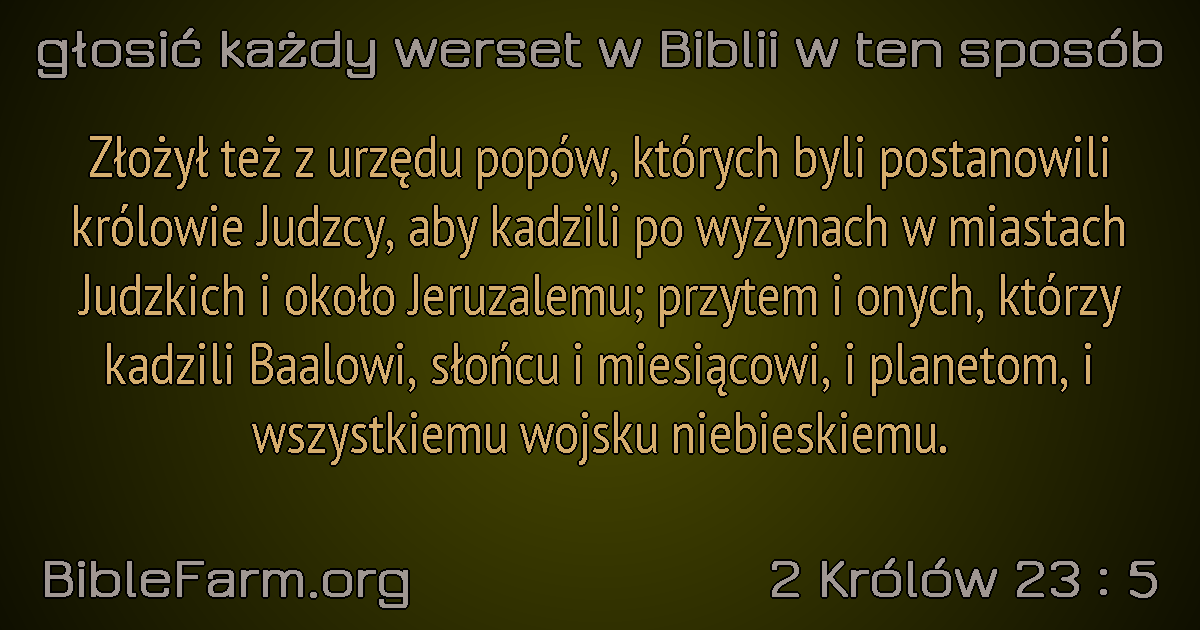 głosić każdy werset w Biblii w ten sposób
Złożył też z urzędu popów, których byli postanowili
królowie Judzcy, aby kadzili po wyżynach w miastach
Judzkich i około Jeruzalemu; przytem i onych, którzy
kadzili Baalowi, słońcu i miesiącowi, i planetom, i
wszystkiemu wojsku niebieskiemu.
BibleFarm.org
2 Królów 23 : 5